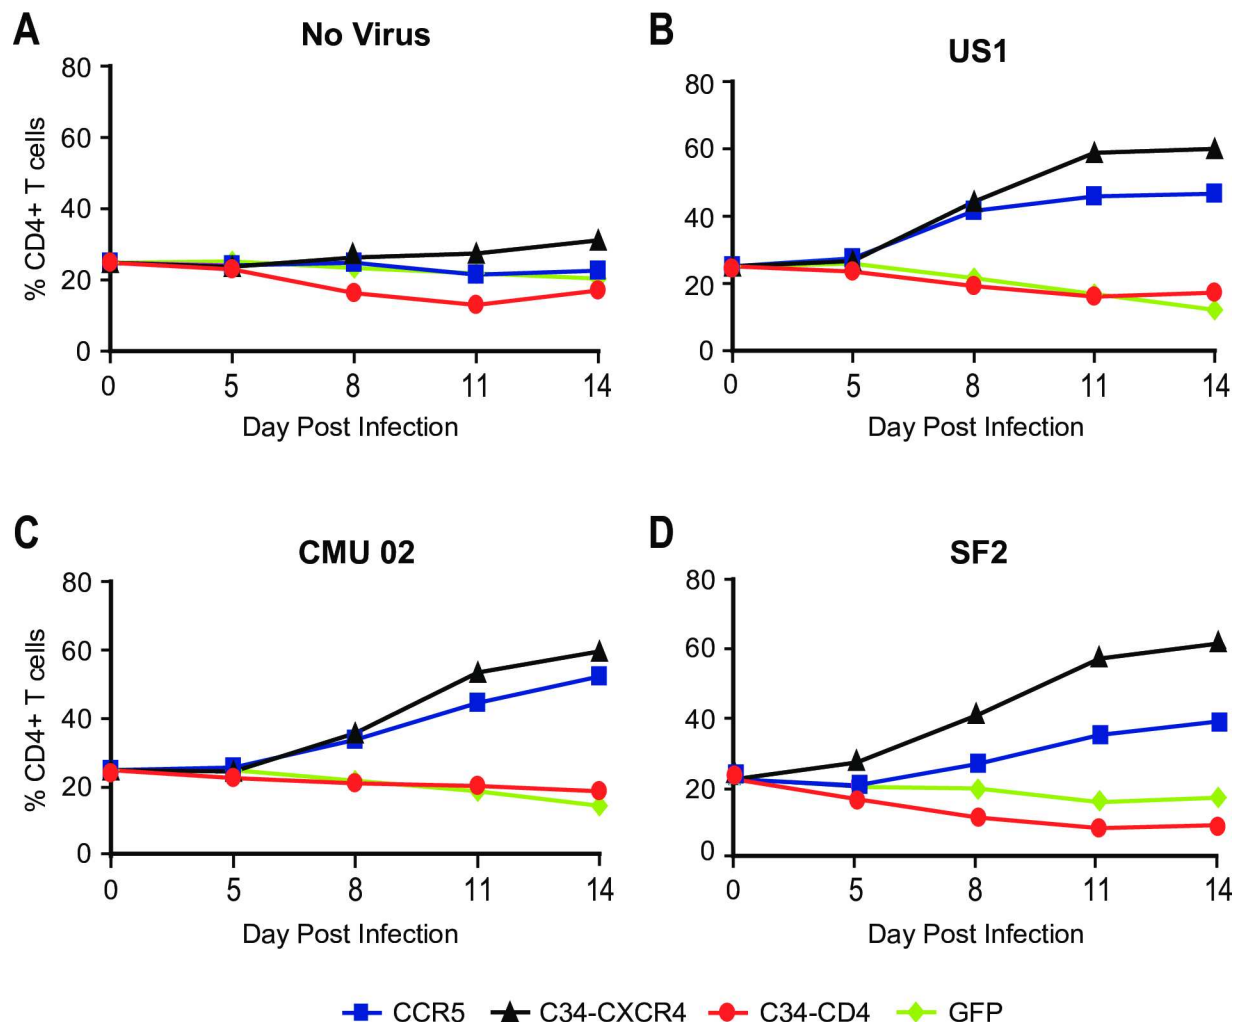 A
No Virus
% CD4+ T cells
80
60
40
20
0
0 5 8 11 14
Day Post Infection
B
US1
80
60
40
20
0
0 5 8 11 14
Day Post Infection
C
CMU 02
% CD4+ T cells
80
60
40
20
0
0 5 8 11 14
Day Post Infection
D
SF2
80
60
40
20
0
0 5 8 11 14
Day Post Infection
CCR5 C34-CXCR4 C34-CD4 GFP